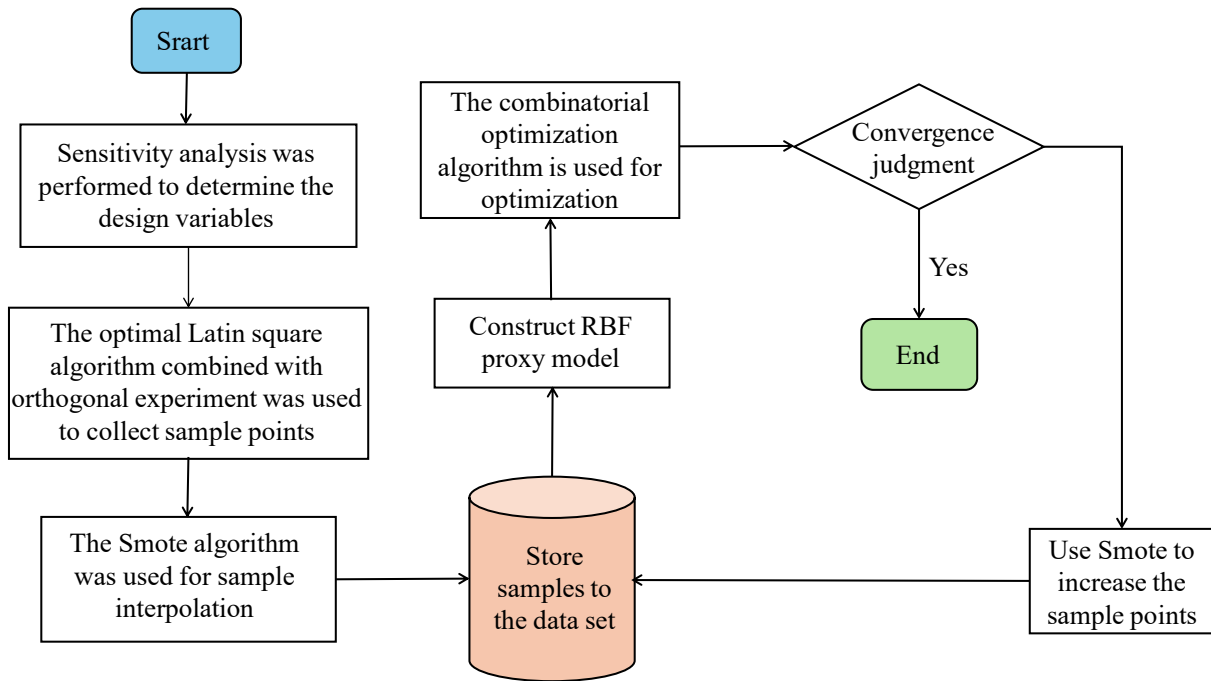 Srart
Sensitivity analysis was
performed to determine the
design variables
The optimal Latin square
algorithm combined with
orthogonal experiment was used
to collect sample points
The Smote algorithm
was used for sample
interpolation
Store
samples to
the data set
Construct RBF
proxy model
The combinatorial
optimization
algorithm is used for
optimization
Convergence
judgment
Yes
End
Use Smote to
increase the
sample points